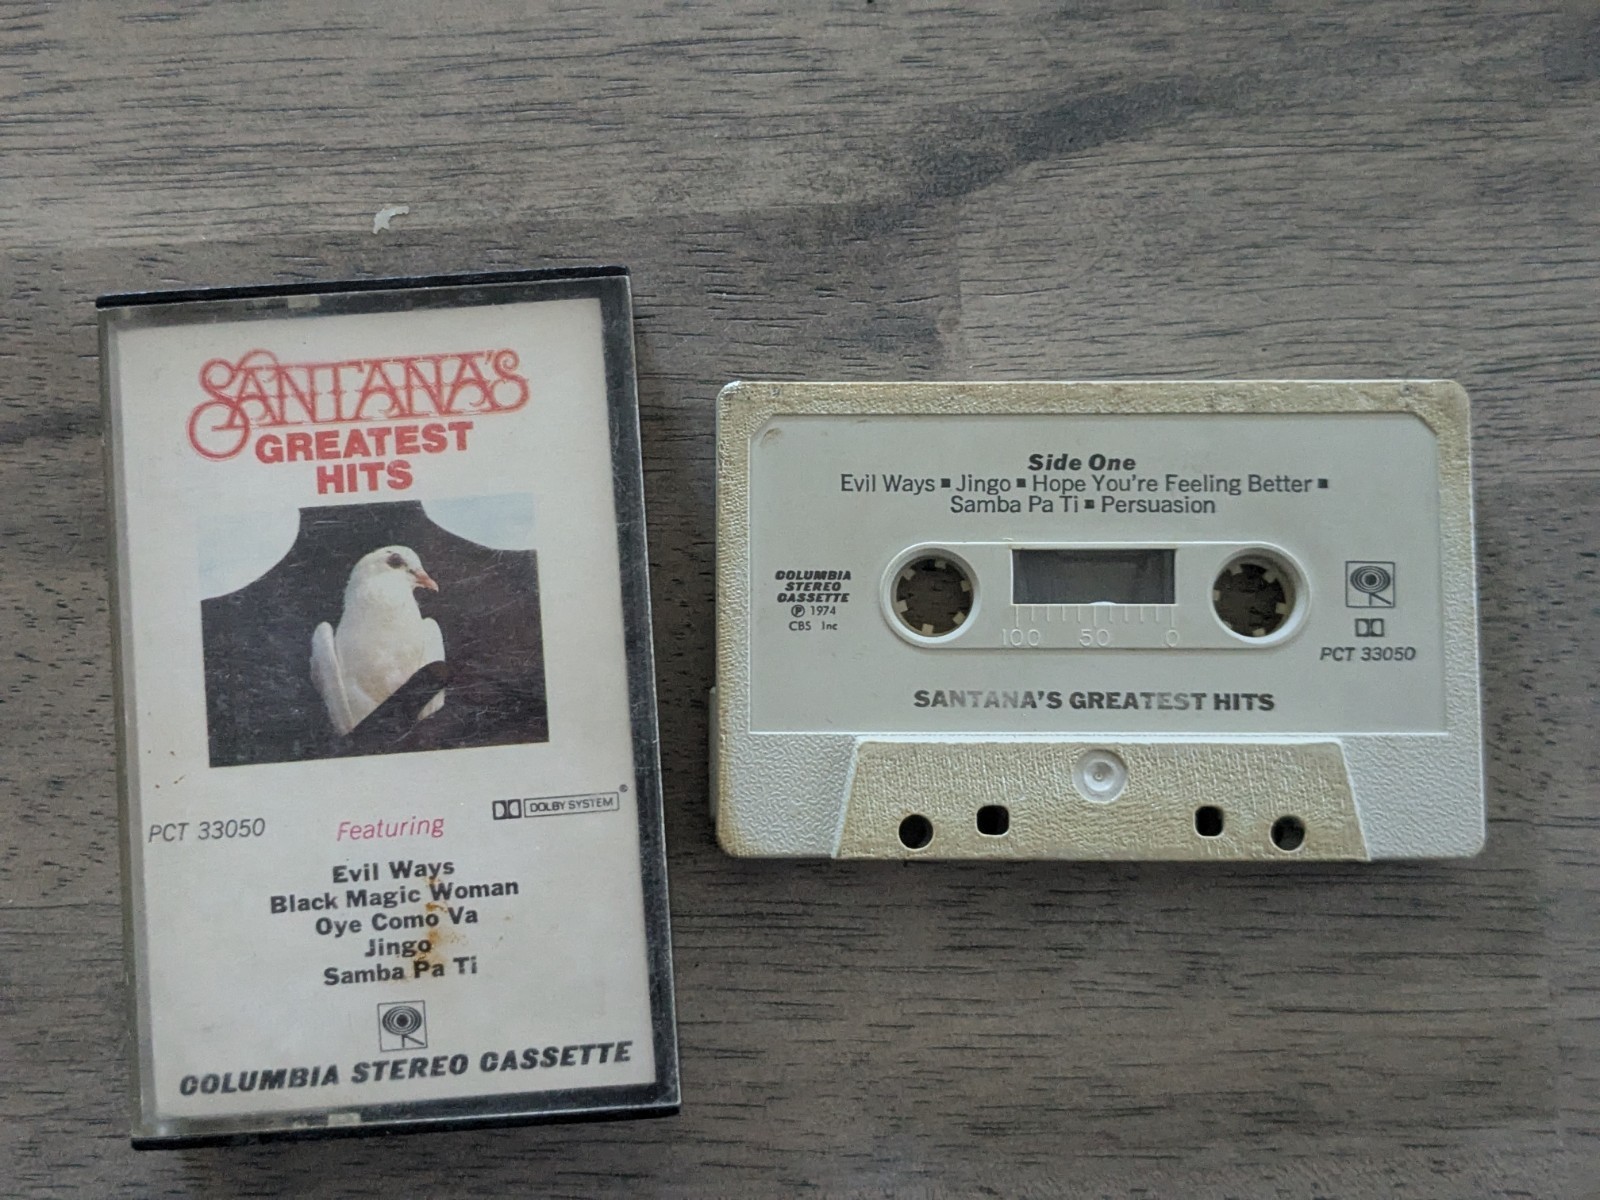 SANTANA'S
GREATEST
HITS
PCT 33050
Featuring
DOLBY SYSTEM®
Evil Ways
Black Magic Woman
Oye Como Va
Jingo
Samba Pa Ti
COLUMBIA STEREO CASSETTE
Side One
Evil Ways ■ Jingo ■ Hope You're Feeling Better ■
Samba Pa Ti ■ Persuasion
COLUMBIA
STEREO
CASSETTE
℗ 1974
CBS Inc
100 50 0
PCT 33050
SANTANA'S GREATEST HITS